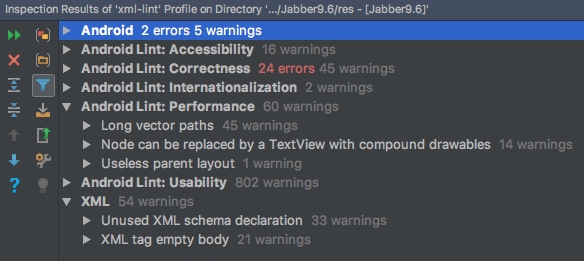 Inspection Results of 'xml-lint' Profile on Directory '.../Jabber9.6/res - [Jabber9.6]'
Android 2 errors 5 warnings
Android Lint: Accessibility 16 warnings
Android Lint: Correctness 24 errors 45 warnings
Android Lint: Internationalization 2 warnings
Android Lint: Performance 60 warnings
Long vector paths 45 warnings
Node can be replaced by a TextView with compound drawables 14 warnings
Useless parent layout 1 warning
Android Lint: Usability 802 warnings
XML 54 warnings
Unused XML schema declaration 33 warnings
XML tag empty body 21 warnings